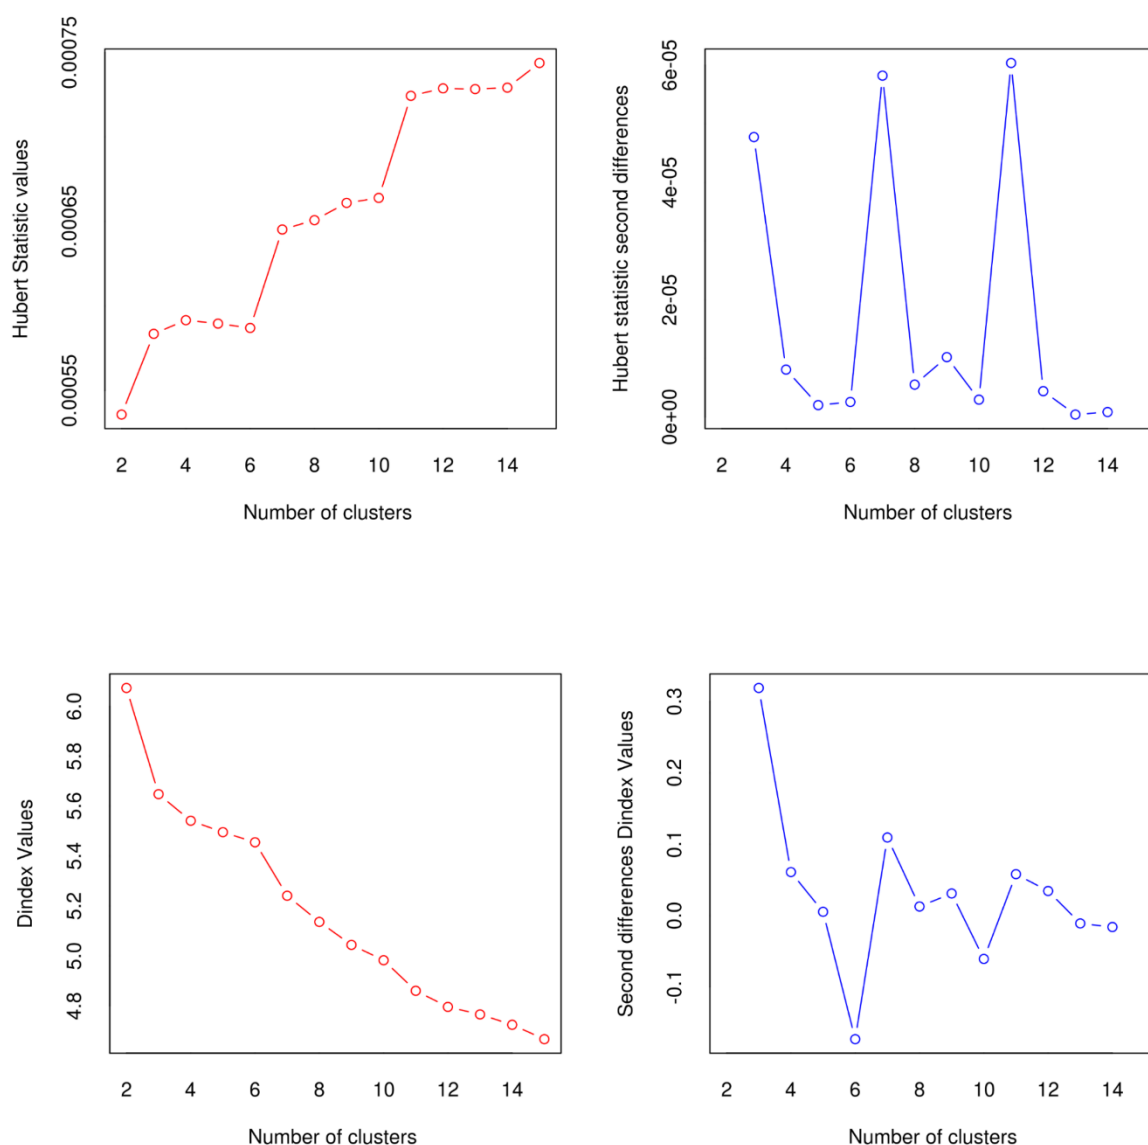 Hubert Statistic values
0.00075
0.00065
0.00055
2 4 6 8 10 12 14
Number of clusters
Hubert statistic second differences
6e-05
4e-05
2e-05
0e+00
2 4 6 8 10 12 14
Number of clusters
Dindex Values
6.0
5.8
5.6
5.4
5.2
5.0
4.8
2 4 6 8 10 12 14
Number of clusters
Second differences Dindex Values
0.3
0.2
0.1
0.0
-0.1
2 4 6 8 10 12 14
Number of clusters